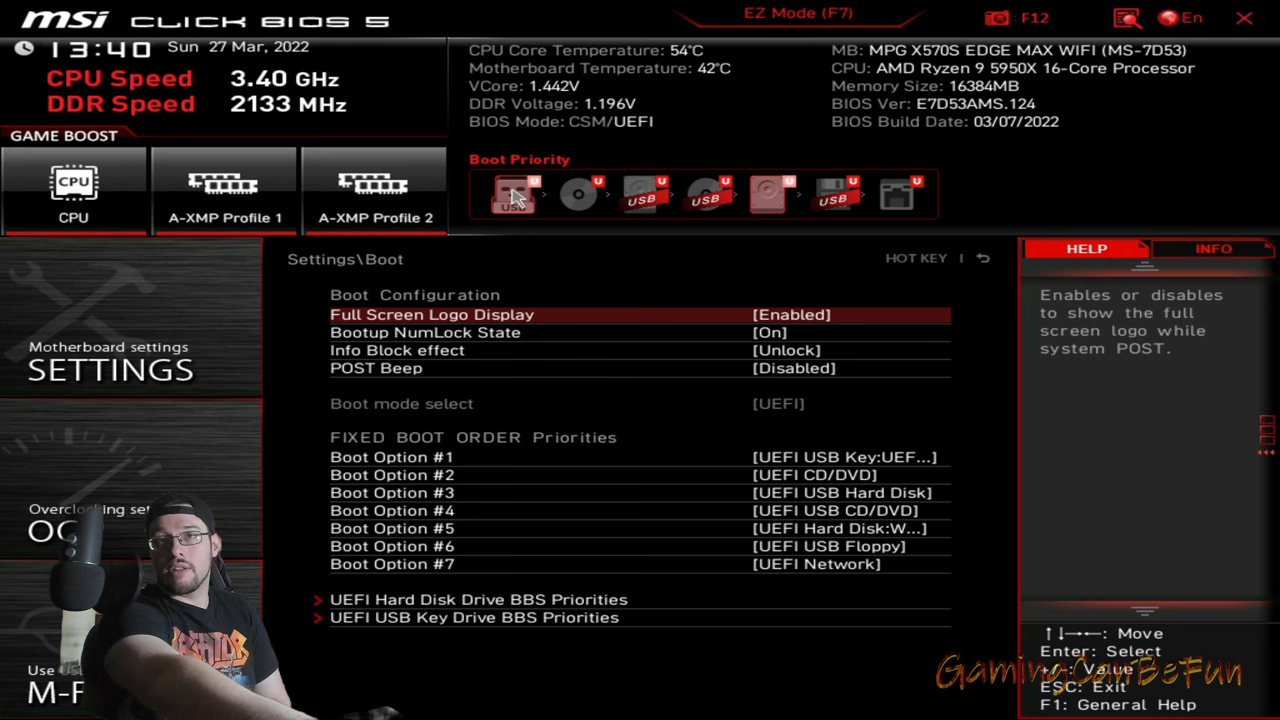 msi CLICK BIOS 5
EZ Mode (F7)
F12
En
13:40 Sun 27 Mar, 2022
CPU Speed 3.40 GHz
DDR Speed 2133 MHz
CPU Core Temperature: 54°C
Motherboard Temperature: 42°C
VCore: 1.442V
DDR Voltage: 1.196V
BIOS Mode: CSM/UEFI
MB: MPG X570S EDGE MAX WIFI (MS-7D53)
CPU: AMD Ryzen 9 5950X 16-Core Processor
Memory Size: 16384MB
BIOS Ver: E7D53AMS.124
BIOS Build Date: 03/07/2022
GAME BOOST
CPU
CPU
A-XMP Profile 1
A-XMP Profile 2
Boot Priority
USB U U USB U USB U U USB U U
Motherboard settings
SETTINGS
Settings\Boot
HOT KEY
Boot Configuration
Full Screen Logo Display [Enabled]
Bootup NumLock State [On]
Info Block effect [Unlock]
POST Beep [Disabled]
Boot mode select [UEFI]
FIXED BOOT ORDER Priorities
Boot Option #1 [UEFI USB Key:UEF...]
Boot Option #2 [UEFI CD/DVD]
Boot Option #3 [UEFI USB Hard Disk]
Boot Option #4 [UEFI USB CD/DVD]
Boot Option #5 [UEFI Hard Disk:W...]
Boot Option #6 [UEFI USB Floppy]
Boot Option #7 [UEFI Network]
UEFI Hard Disk Drive BBS Priorities
UEFI USB Key Drive BBS Priorities
HELP
INFO
Enables or disables
to show the full
screen logo while
system POST.
↑↓→←: Move
Enter: Select
+/-: Value
ESC: Exit
F1: General Help
GamingCanBeFun